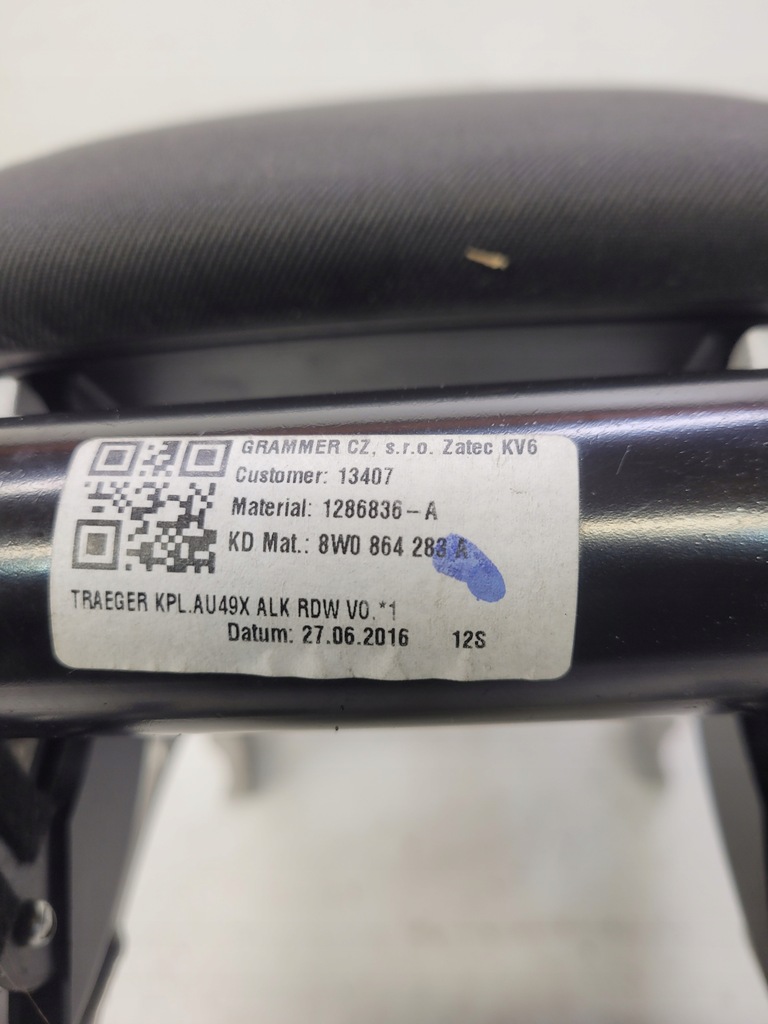 GRAMMER CZ, s.r.o. Zatec KV6
Customer: 13407
Material: 1286836-A
KD Mat.: 8W0 864 283 A
TRAEGER KPL.AU49X ALK RDW V0.*1
Datum: 27.06.2016 12S